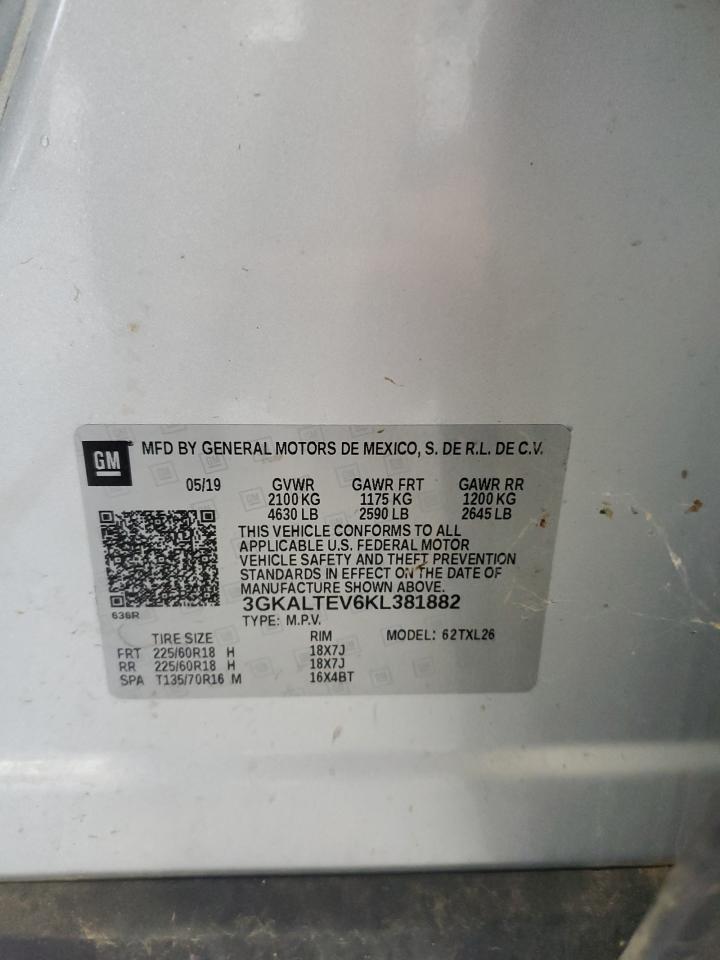 GM MFD BY GENERAL MOTORS DE MEXICO, S. DE R.L. DE C.V.
05/19 GVWR GAWR FRT GAWR RR
2100 KG 1175 KG 1200 KG
4630 LB 2590 LB 2645 LB
THIS VEHICLE CONFORMS TO ALL
APPLICABLE U.S. FEDERAL MOTOR
VEHICLE SAFETY AND THEFT PREVENTION
STANDARDS IN EFFECT ON THE DATE OF
MANUFACTURE SHOWN ABOVE.
3GKALTEV6KL381882
636R
TYPE: M.P.V.
TIRE SIZE RIM MODEL: 62TXL26
FRT 225/60R18 H 18X7J
RR 225/60R18 H 18X7J
SPA T135/70R16 M 16X4BT